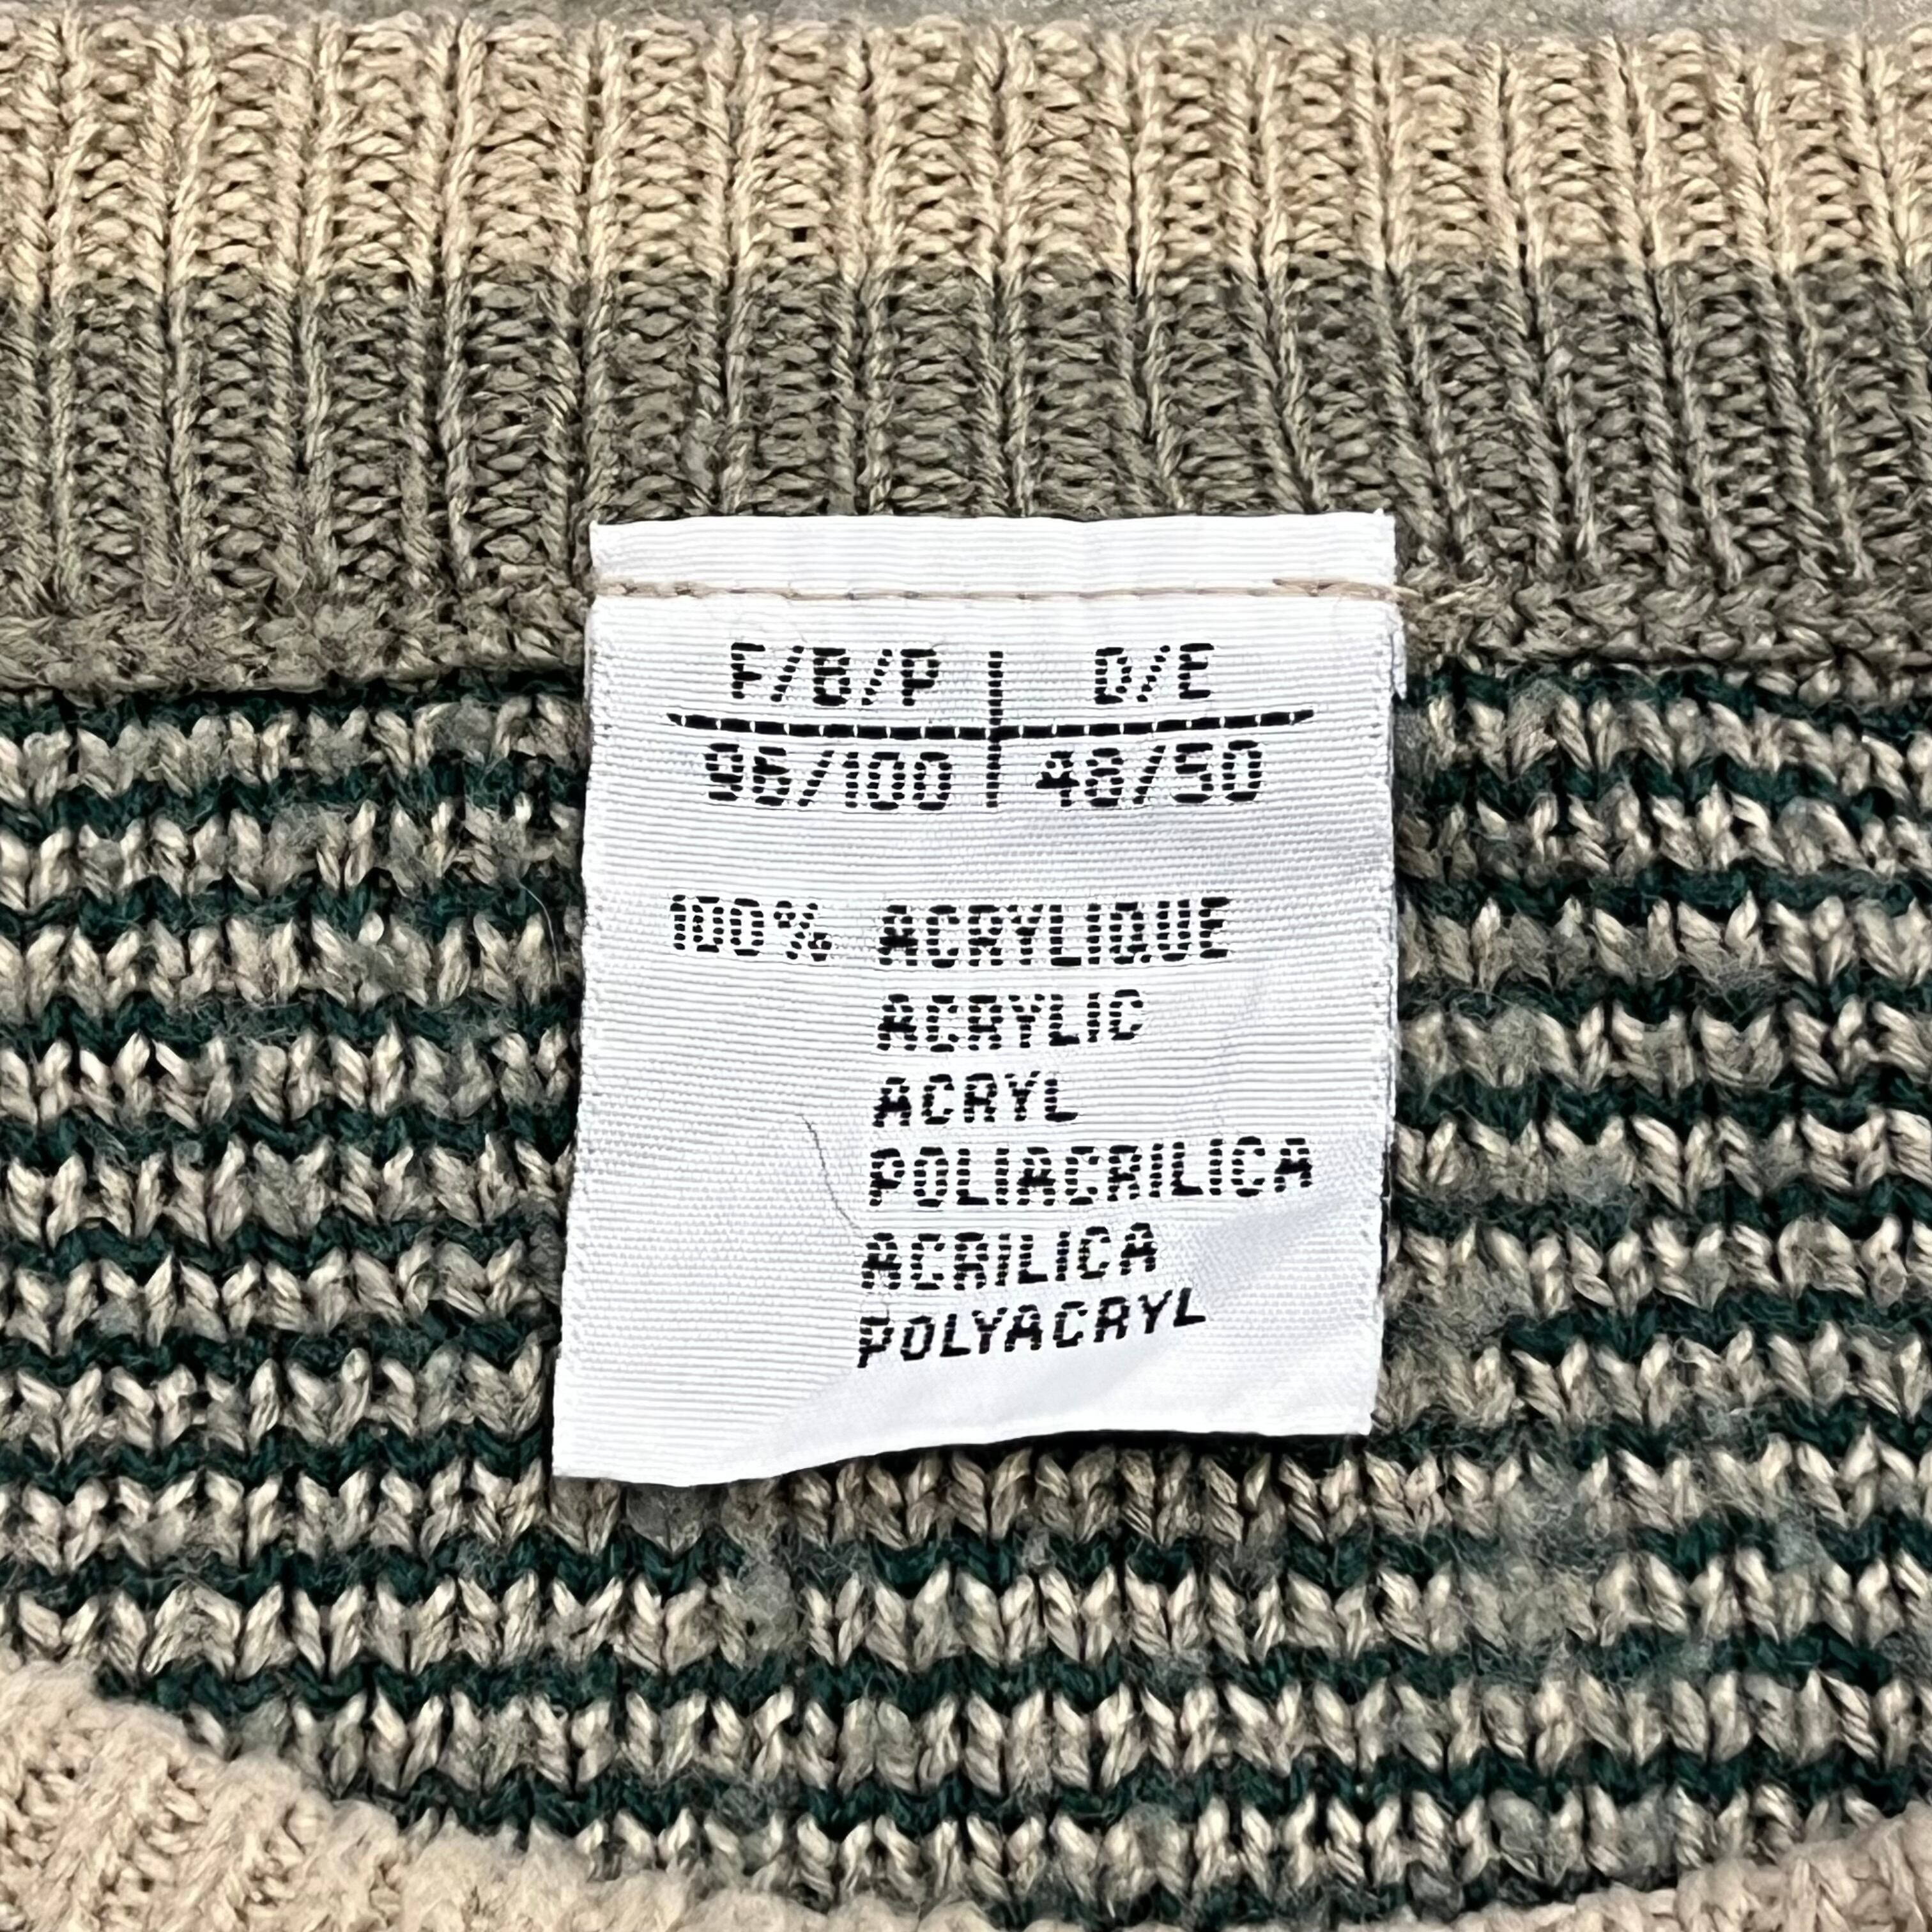 F/B/P D/E
96/100 48/50
100% ACRYLIQUE
ACRYLIC
ACRYL
POLIACRILICA
ACRILICA
POLYACRYL